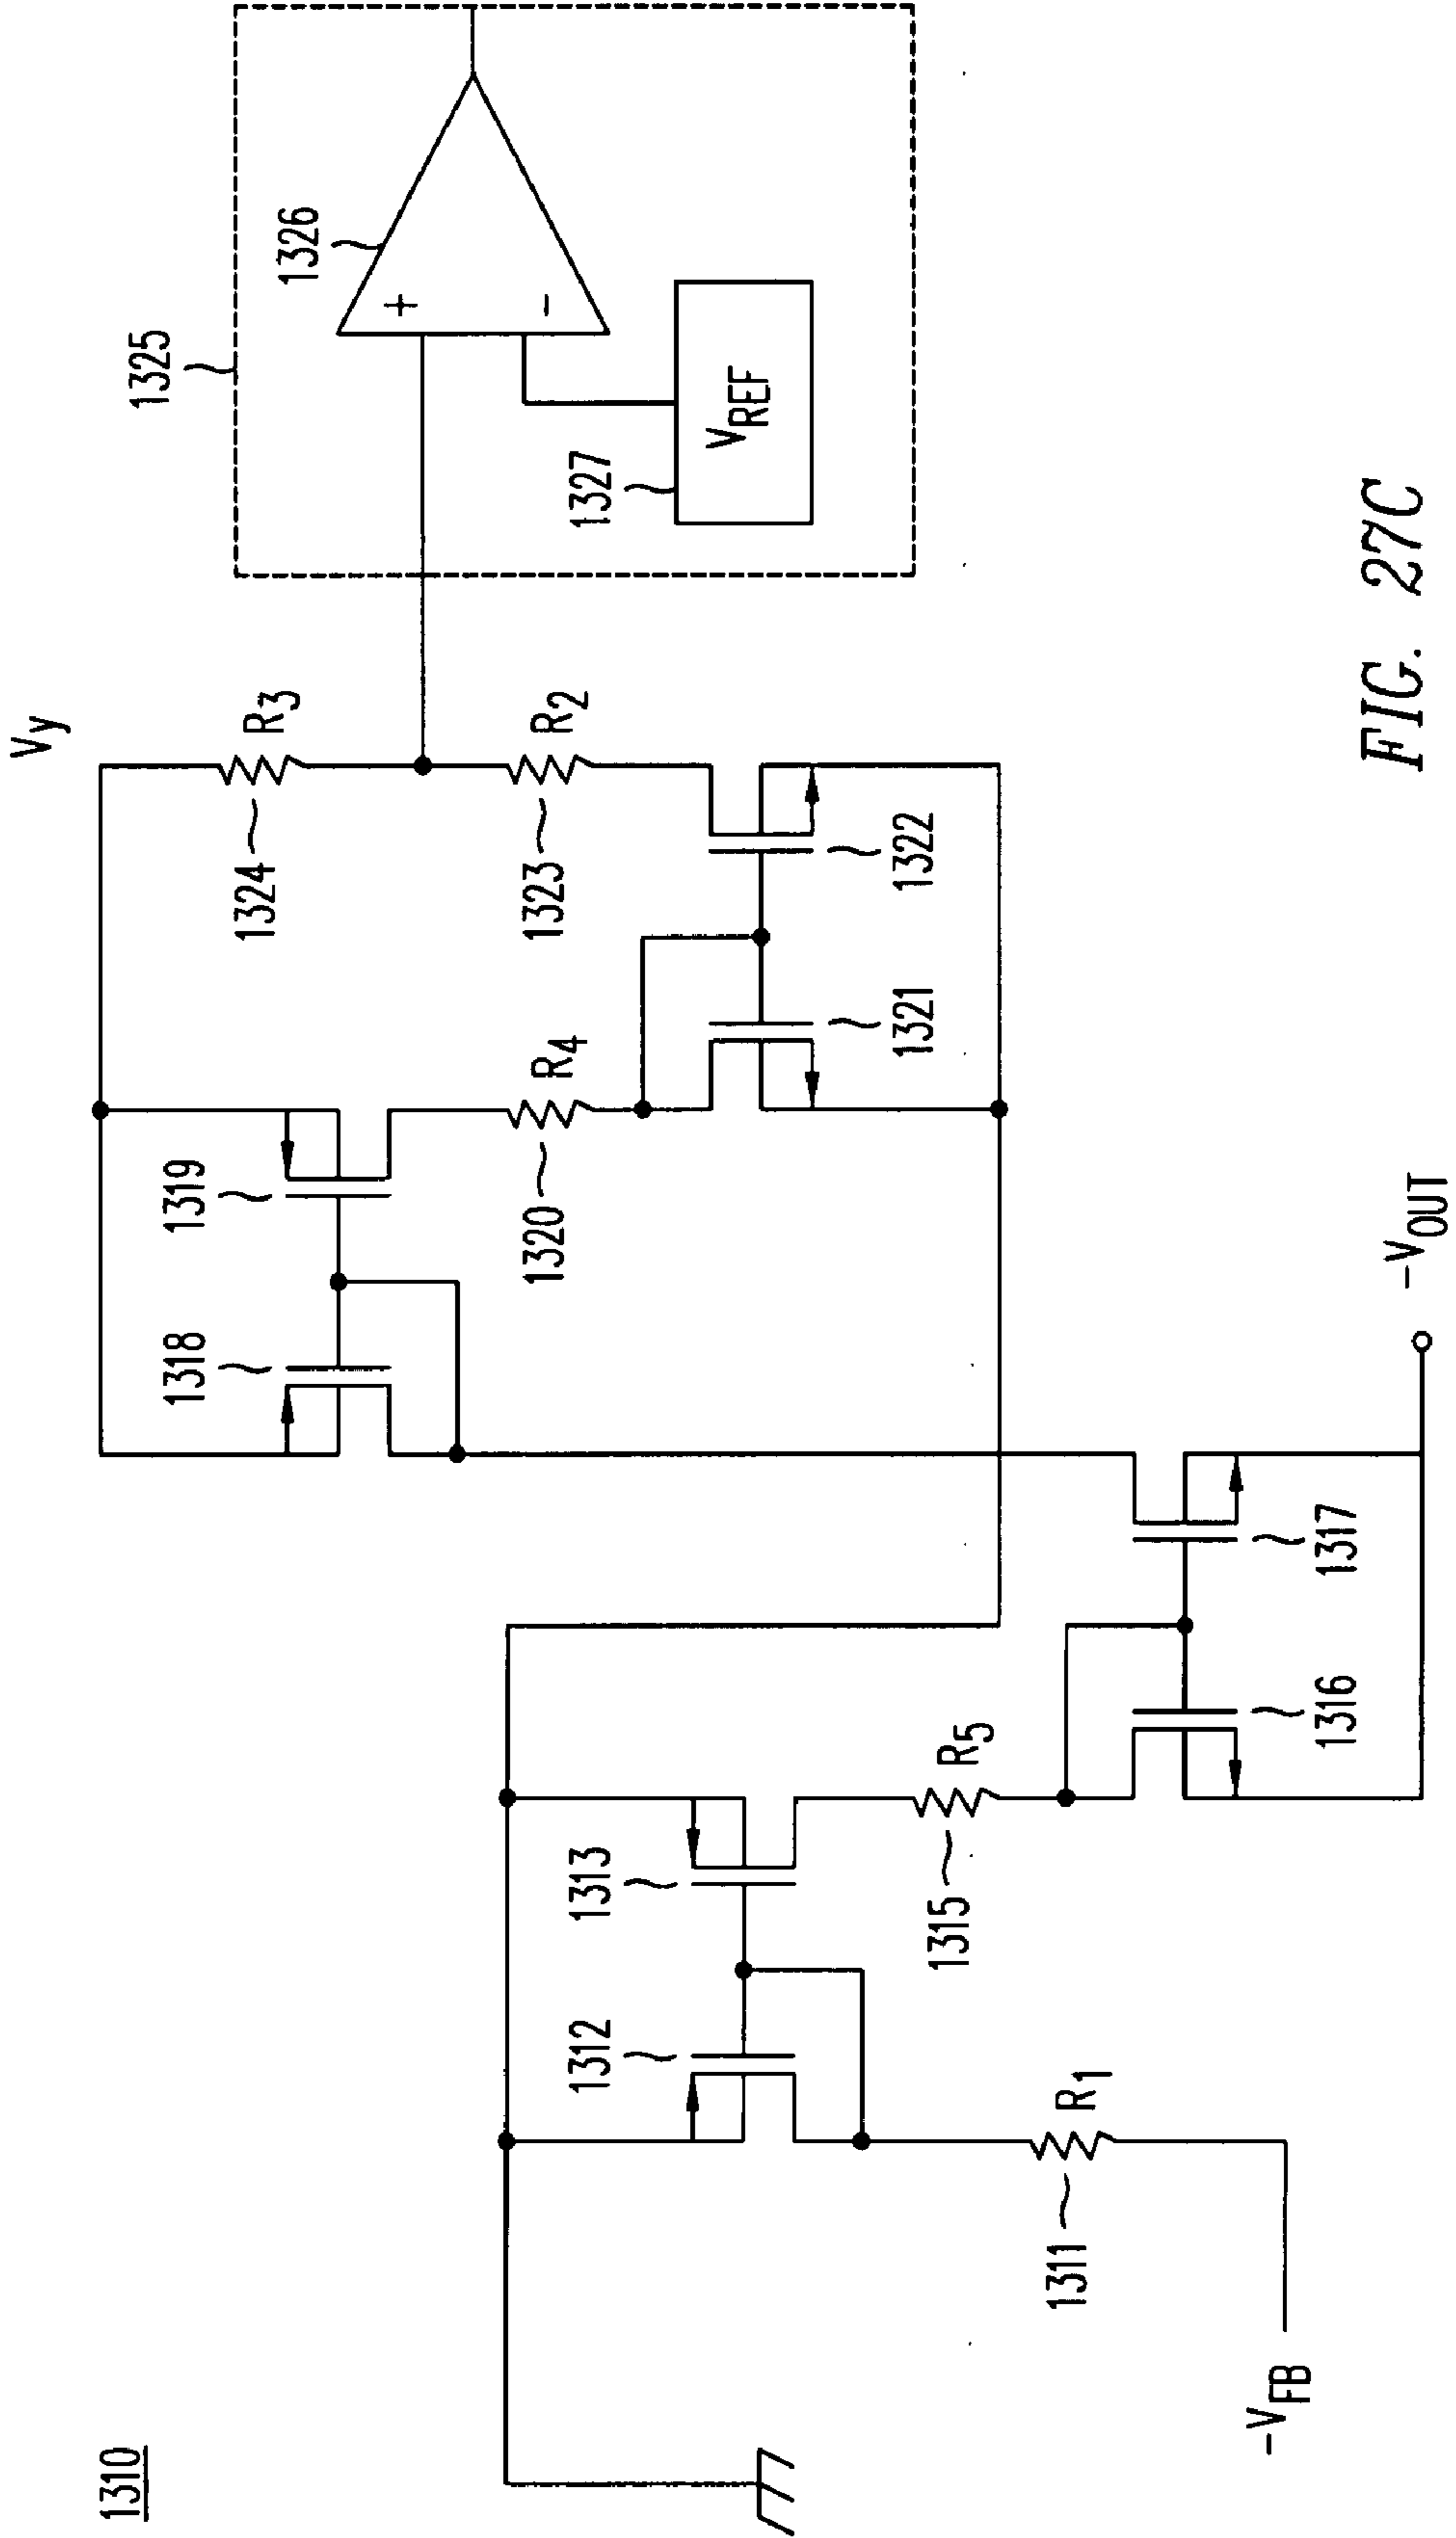 1310
V_y
1325
1326
+
-
1327
V_REF
1318
1319
1324
R_3
1320
R_4
1323
R_2
1321
1322
1312
1313
1315
R_5
1311
R_1
1316
1317
-V_FB
-V_OUT
FIG. 27C